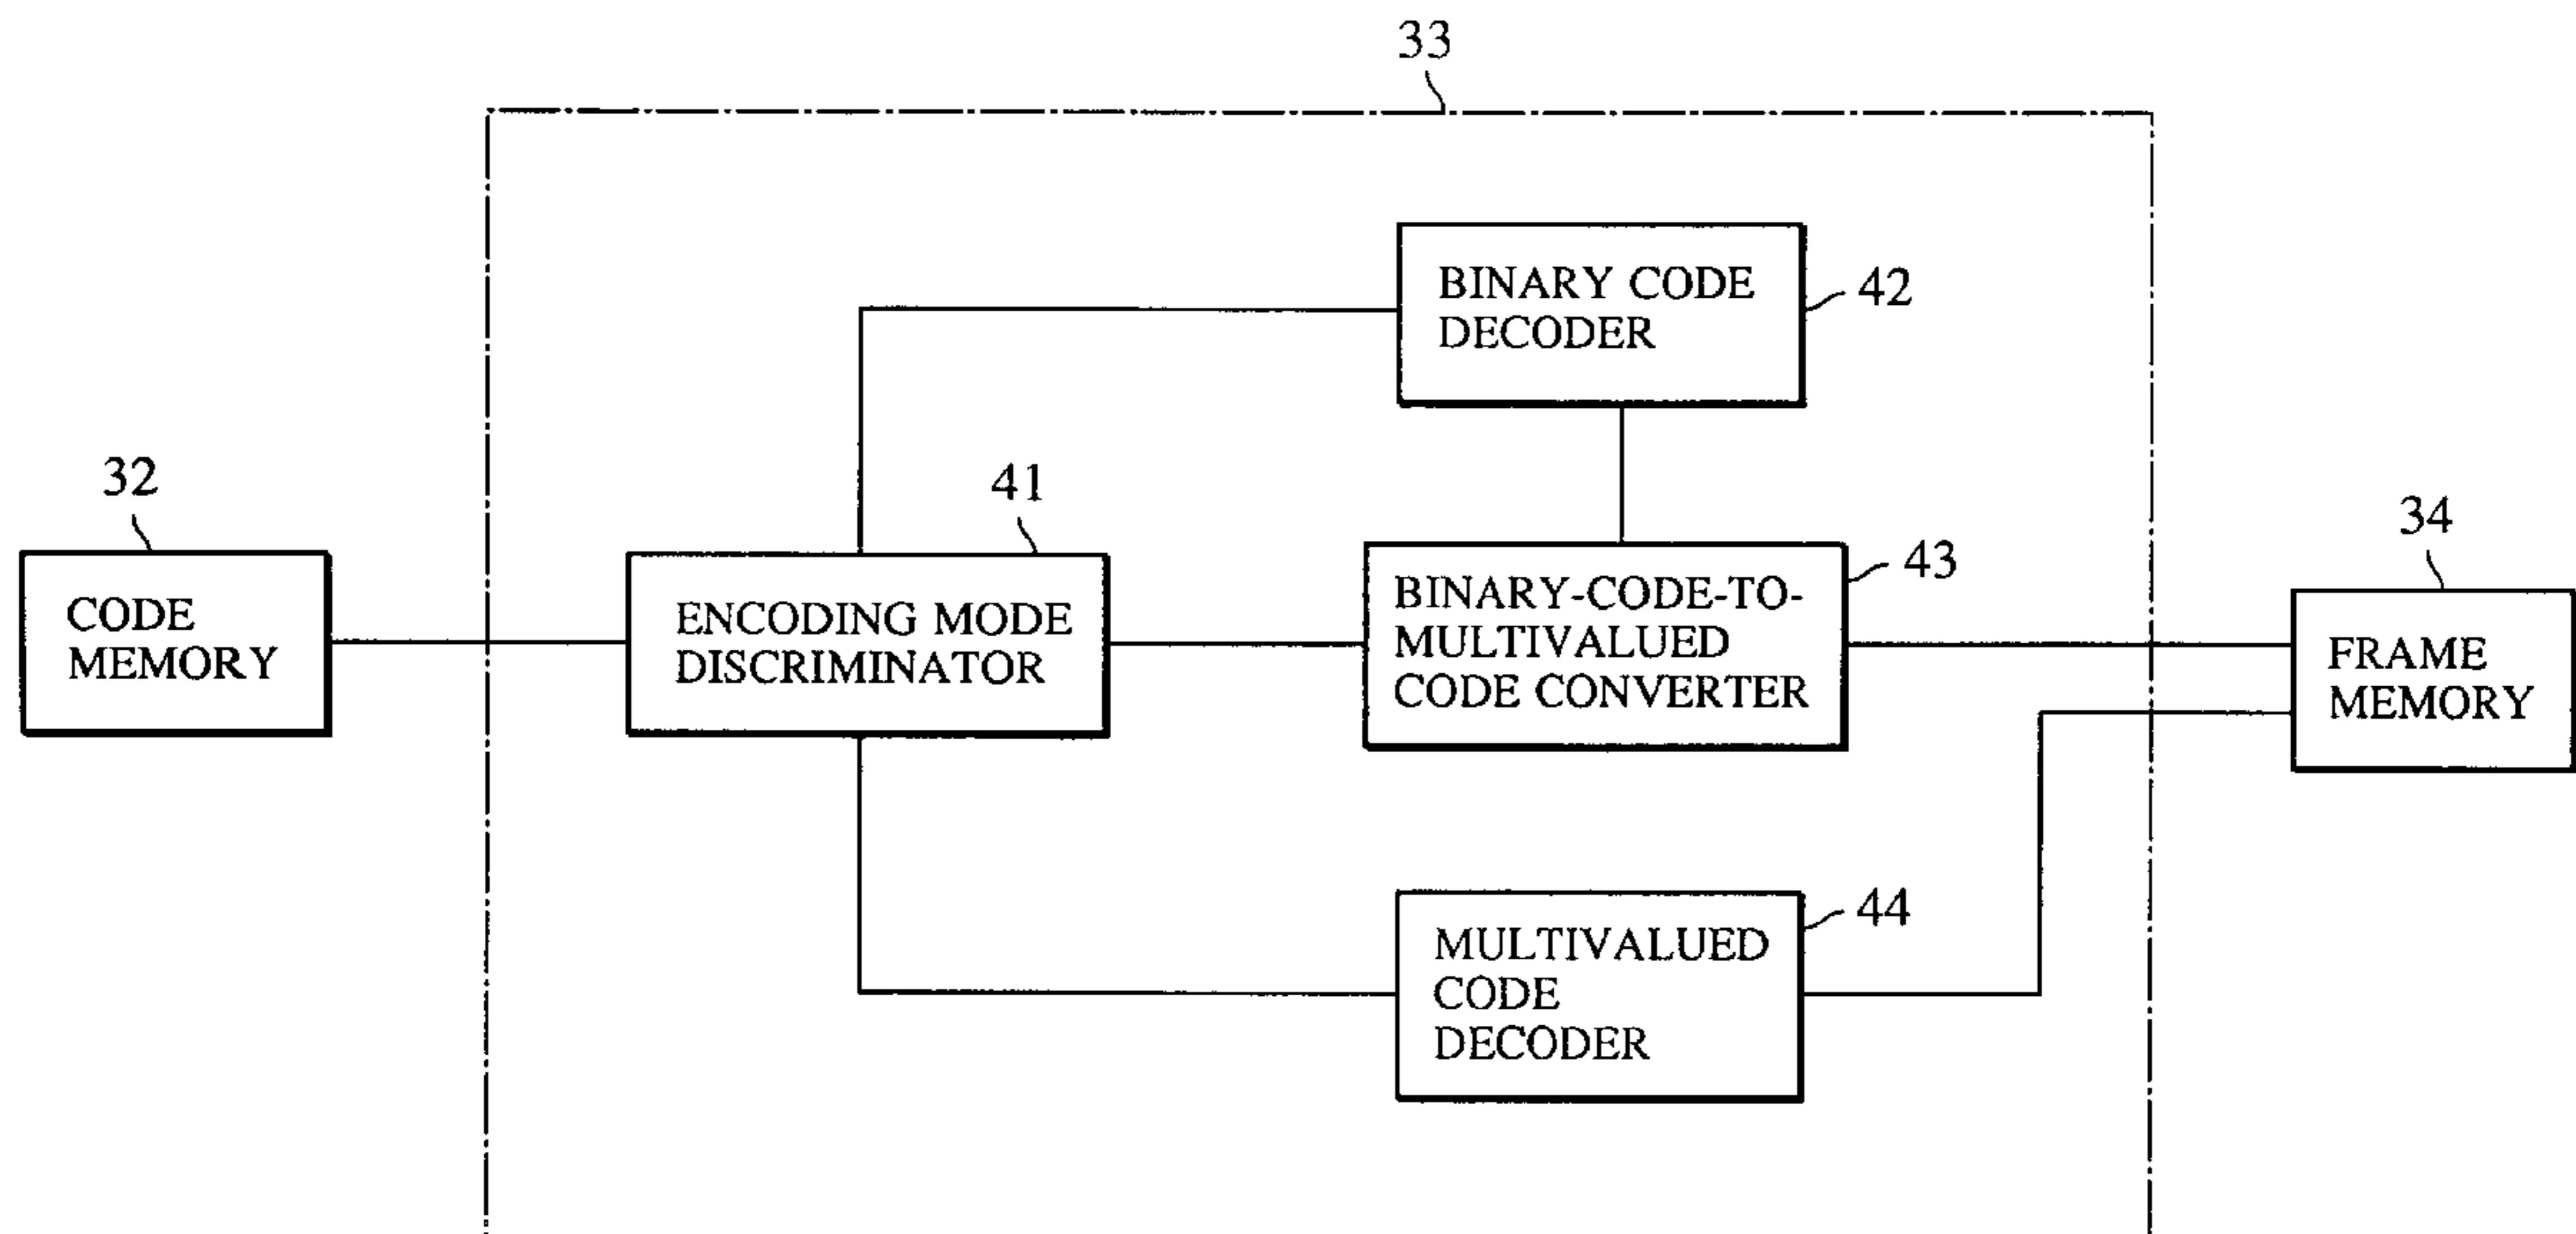 33
BINARY CODE
DECODER
42
32
41
34
CODE
MEMORY
ENCODING MODE
DISCRIMINATOR
BINARY-CODE-TO-
MULTIVALUED
CODE CONVERTER
43
FRAME
MEMORY
MULTIVALUED
CODE
DECODER
44